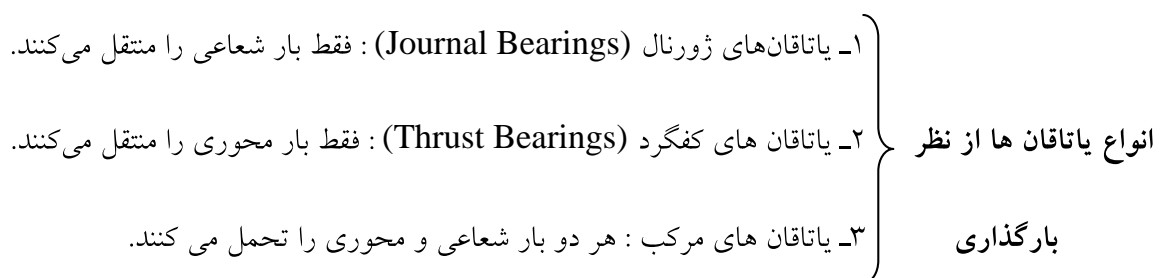 انواع یاتاقان ها از نظر
بارگذاری
۱ـ یاتاقان‌های ژورنال (Journal Bearings) : فقط بار شعاعی را منتقل می‌کنند.
۲ـ یاتاقان های کفگرد (Thrust Bearings) : فقط بار محوری را منتقل می‌کنند.
۳ـ یاتاقان های مرکب : هر دو بار شعاعی و محوری را تحمل می کنند.